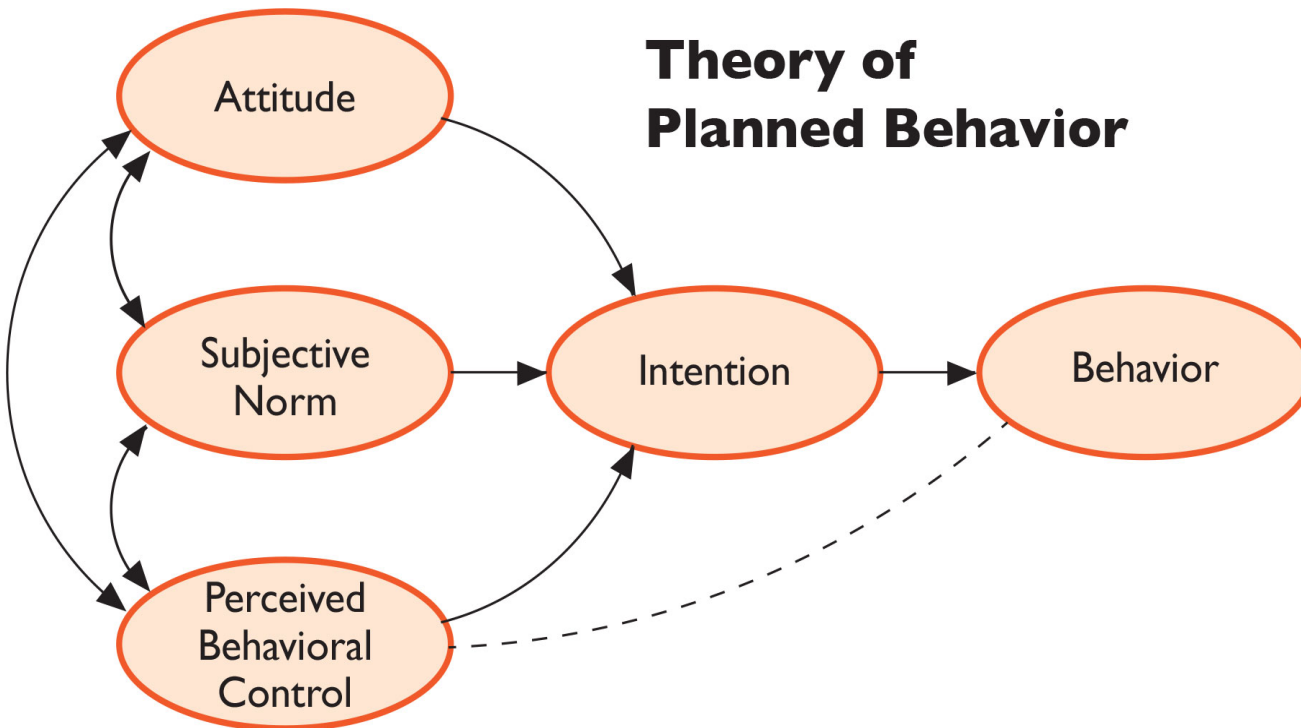 Theory of
Planned Behavior
Attitude
Subjective
Norm
Intention
Behavior
Perceived
Behavioral
Control